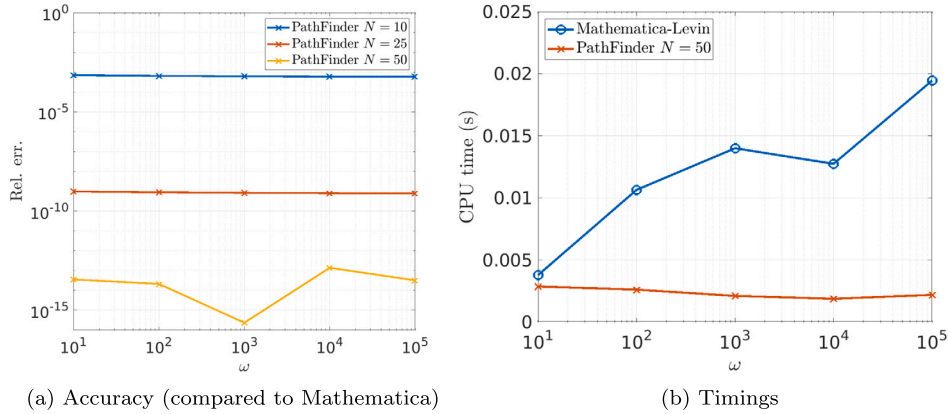 10^0
10^-5
10^-10
10^-15
Rel. err.
PathFinder N = 10
PathFinder N = 25
PathFinder N = 50
10^1 10^2 10^3 10^4 10^5
ω
(a) Accuracy (compared to Mathematica)
0.025
0.02
0.015
0.01
0.005
0
CPU time (s)
Mathematica-Levin
PathFinder N = 50
10^1 10^2 10^3 10^4 10^5
ω
(b) Timings